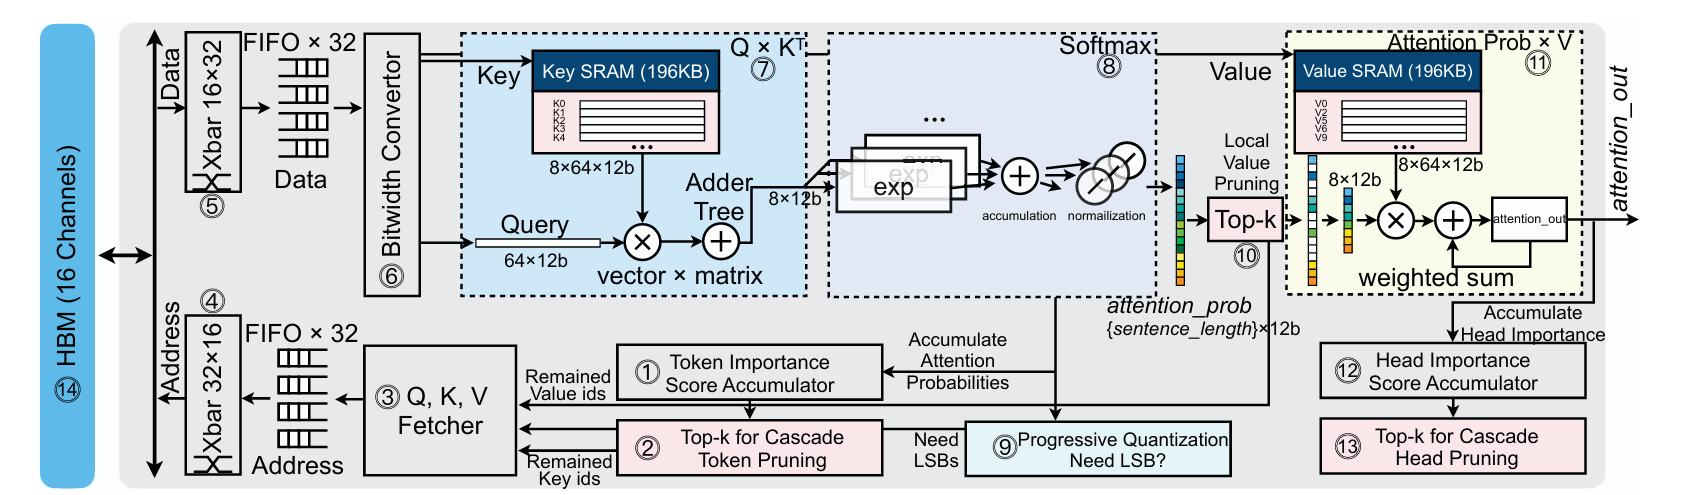 HBM (16 Channels)
14
Data
Address
Xbar 16×32
5
FIFO × 32
Data
Bitwidth Convertor
6
Key
Key SRAM (196KB)
K0
K1
K2
K3
K4
...
8×64×12b
Q × Kᵀ
7
Query
64×12b
Adder
Tree
vector × matrix
8×12b
Softmax
8
...
exp
exp
exp
accumulation
normailization
Value
attention_prob
{sentence_length}×12b
Local
Value
Pruning
Top-k
10
Attention Prob × V
11
Value SRAM (196KB)
V0
V2
V5
V6
V9
...
8×64×12b
8×12b
attention_out
weighted sum
attention_out
4
Xbar 32×16
FIFO × 32
Address
3
Q, K, V
Fetcher
Remained
Value ids
Remained
Key ids
1
Token Importance
Score Accumulator
2
Top-k for Cascade
Token Pruning
Accumulate
Attention
Probabilities
Need
LSBs
9
Progressive Quantization
Need LSB?
Accumulate
Head Importance
12
Head Importance
Score Accumulator
13
Top-k for Cascade
Head Pruning